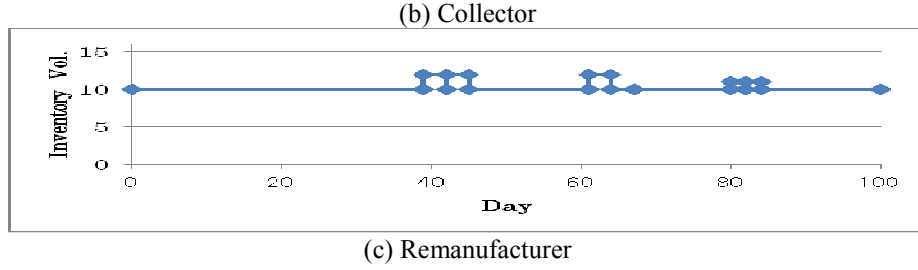 (b) Collector
15
10
5
0
Inventory Vol.
0 20 40 60 80 100
Day
(c) Remanufacturer